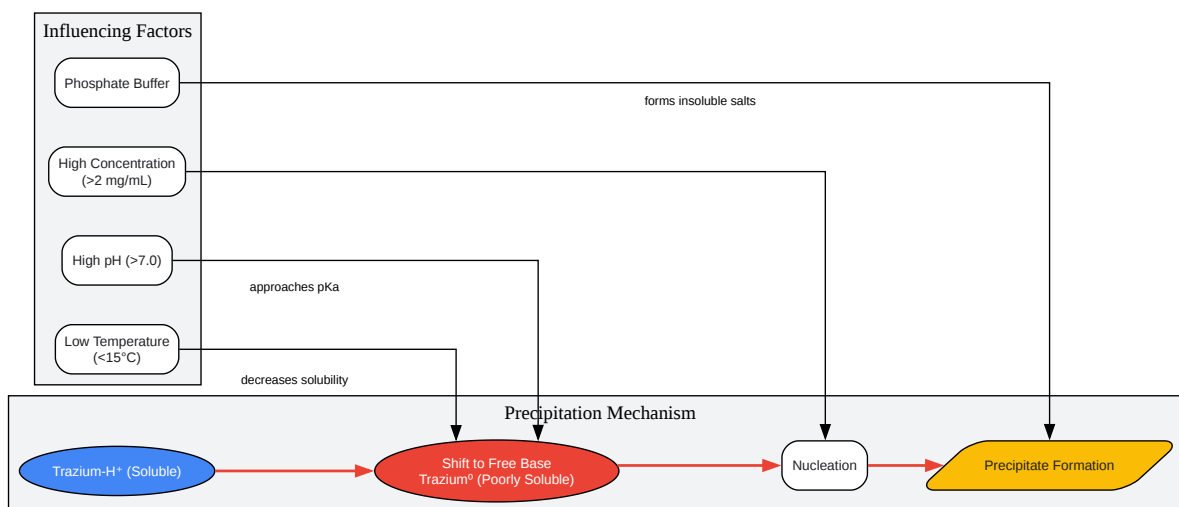 Influencing Factors
Phosphate Buffer
forms insoluble salts
High Concentration
(>2 mg/mL)
High pH (>7.0)
approaches pKa
Low Temperature
(<15°C)
decreases solubility
Precipitation Mechanism
Trazium-H⁺ (Soluble)
Shift to Free Base
Trazium⁰ (Poorly Soluble)
Nucleation
Precipitate Formation